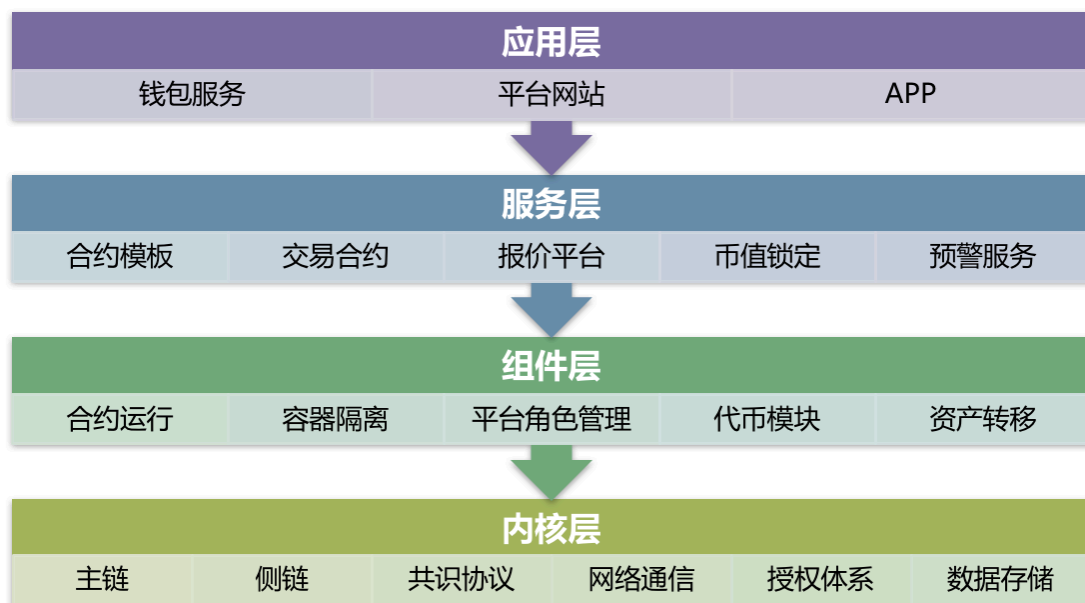 应用层
钱包服务 平台网站 APP
服务层
合约模板 交易合约 报价平台 币值锁定 预警服务
组件层
合约运行 容器隔离 平台角色管理 代币模块 资产转移
内核层
主链 侧链 共识协议 网络通信 授权体系 数据存储